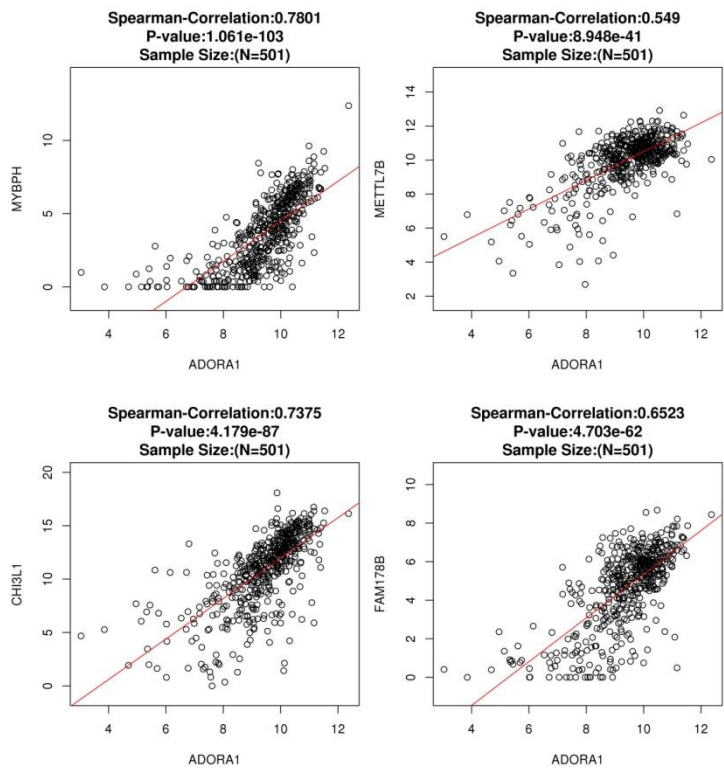 Spearman-Correlation:0.7801
P-value:1.061e-103
Sample Size:(N=501)
10
5
0
MYBPH
4 6 8 10 12
ADORA1
Spearman-Correlation:0.549
P-value:8.948e-41
Sample Size:(N=501)
14
12
10
8
6
4
2
METTL7B
4 6 8 10 12
ADORA1
Spearman-Correlation:0.7375
P-value:4.179e-87
Sample Size:(N=501)
20
15
10
5
0
CHI3L1
4 6 8 10 12
ADORA1
Spearman-Correlation:0.6523
P-value:4.703e-62
Sample Size:(N=501)
10
8
6
4
2
0
FAM178B
4 6 8 10 12
ADORA1